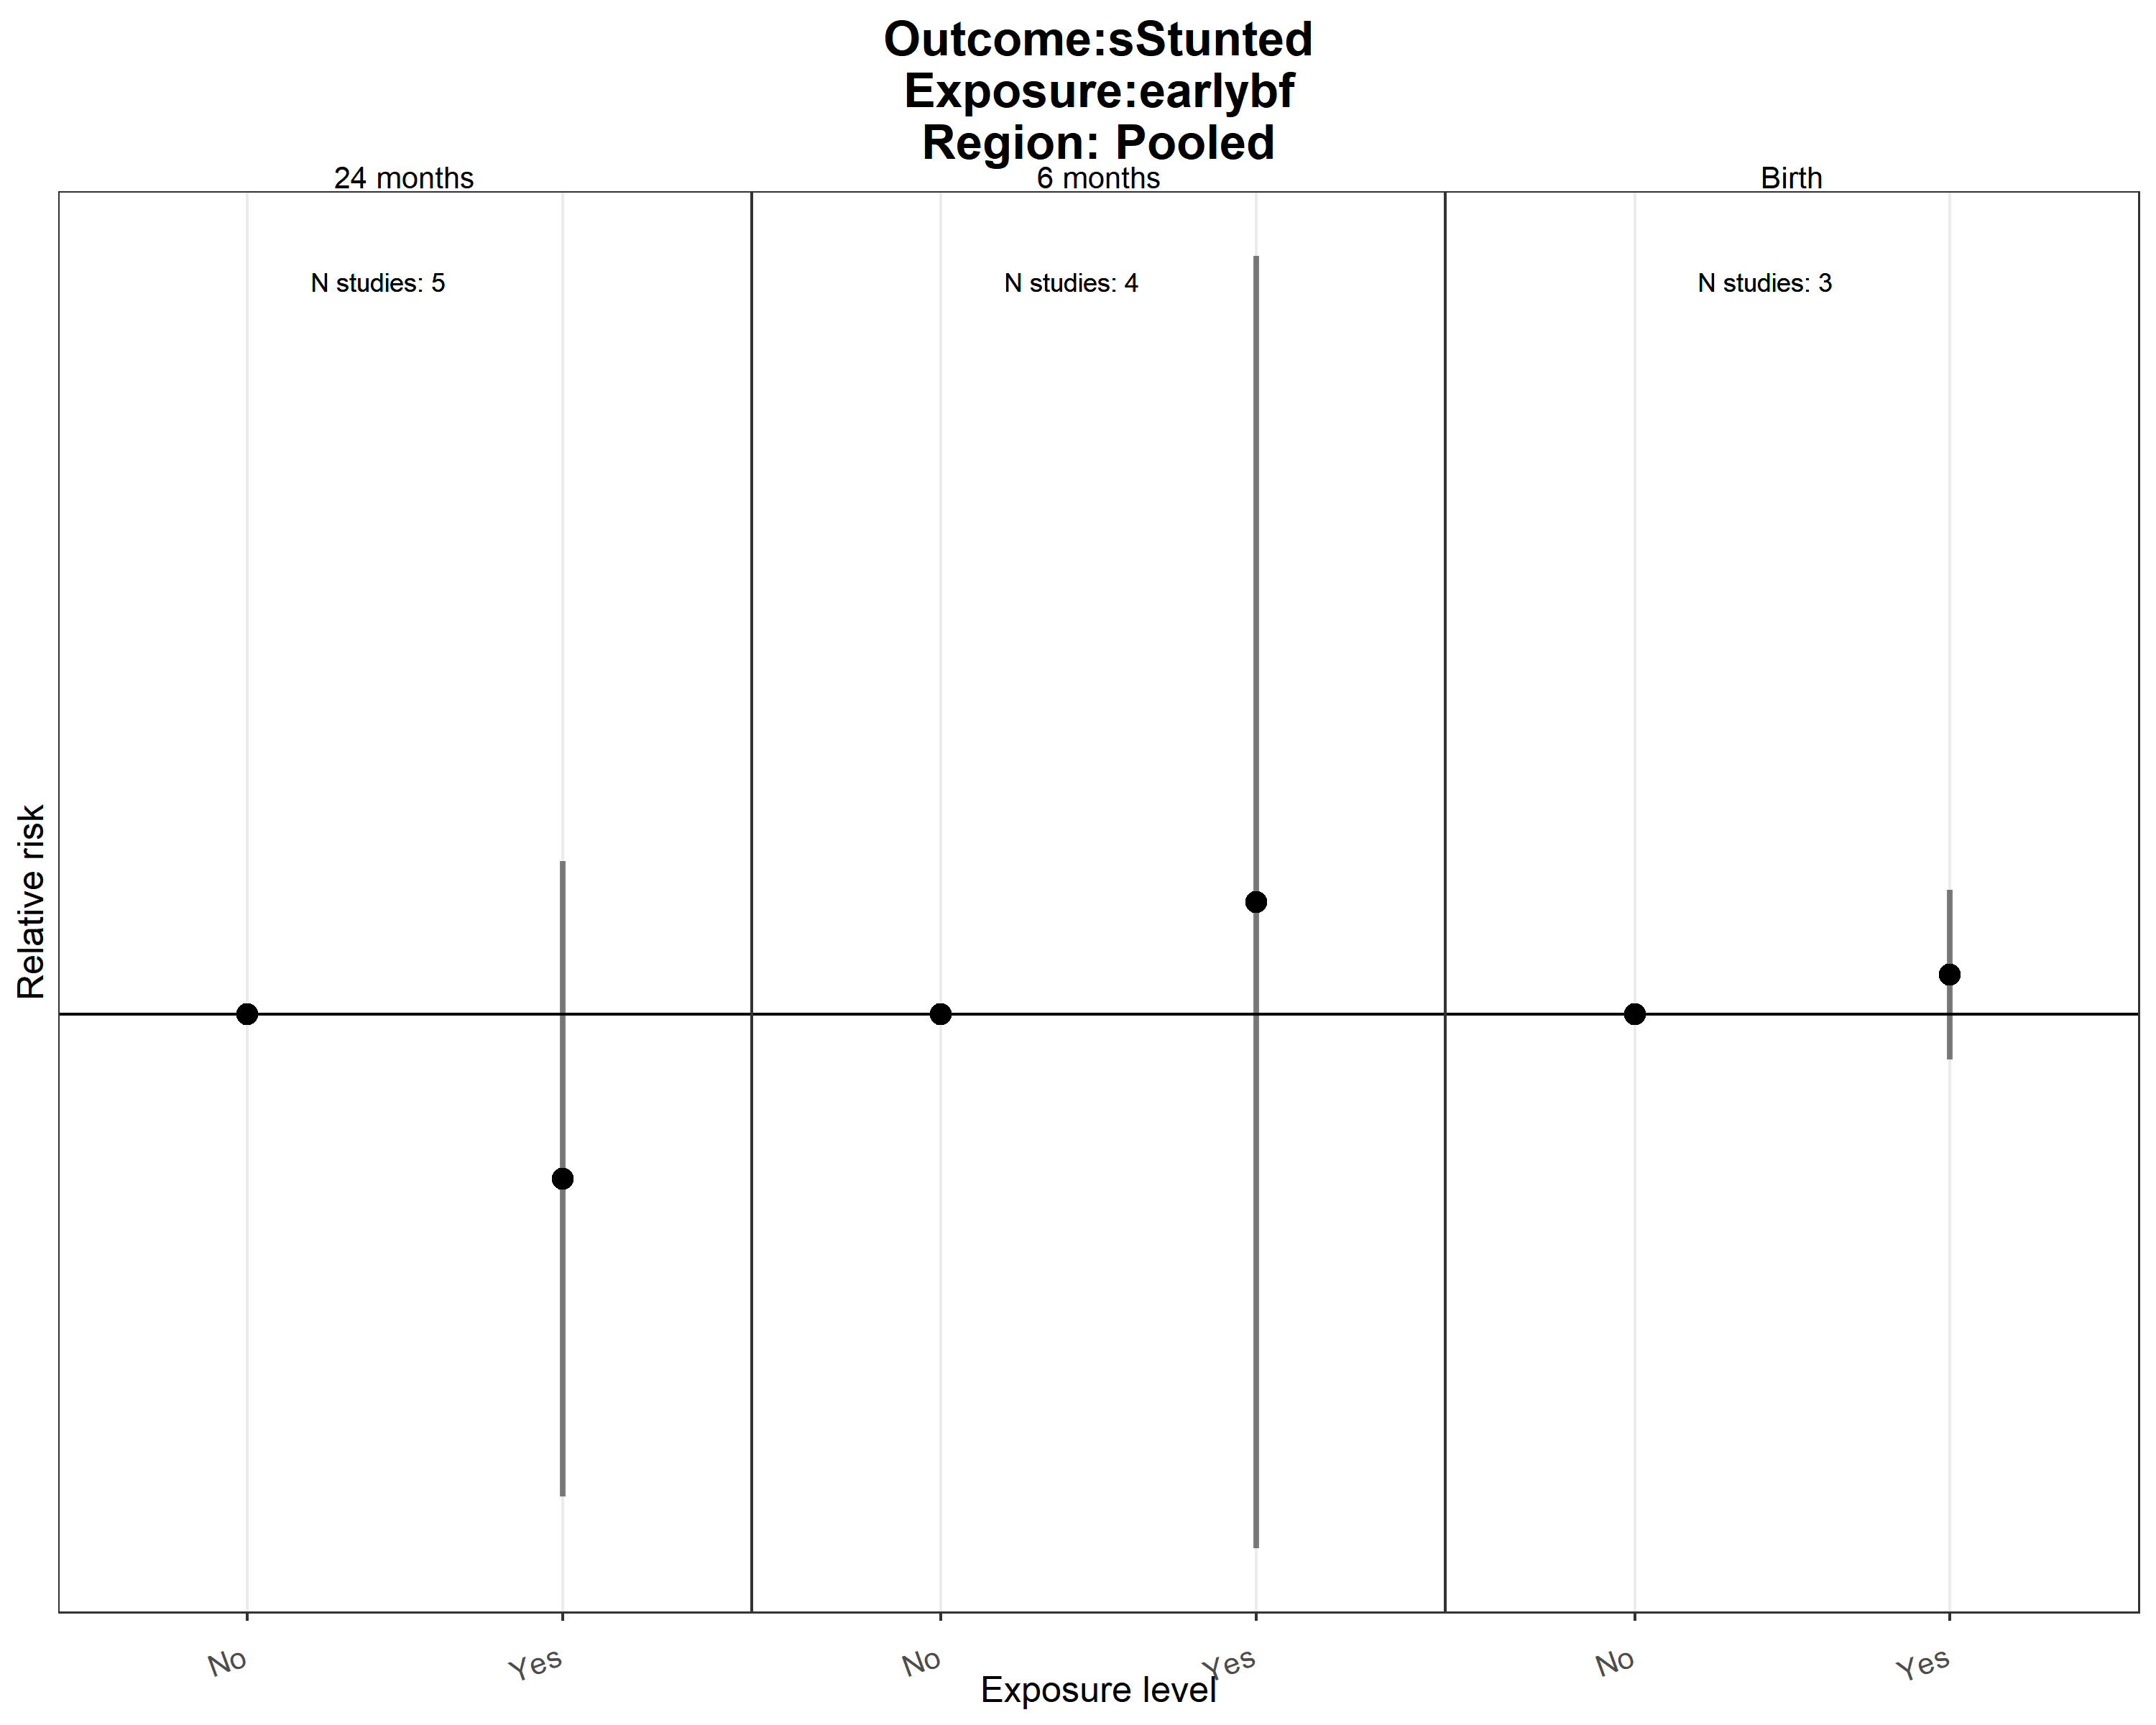 Outcome:sStunted
Exposure:earlybf
Region: Pooled
24 months
6 months
Birth
N studies: 5
N studies: 4
N studies: 3
Relative risk
No
Yes
No
Yes
No
Yes
Exposure level